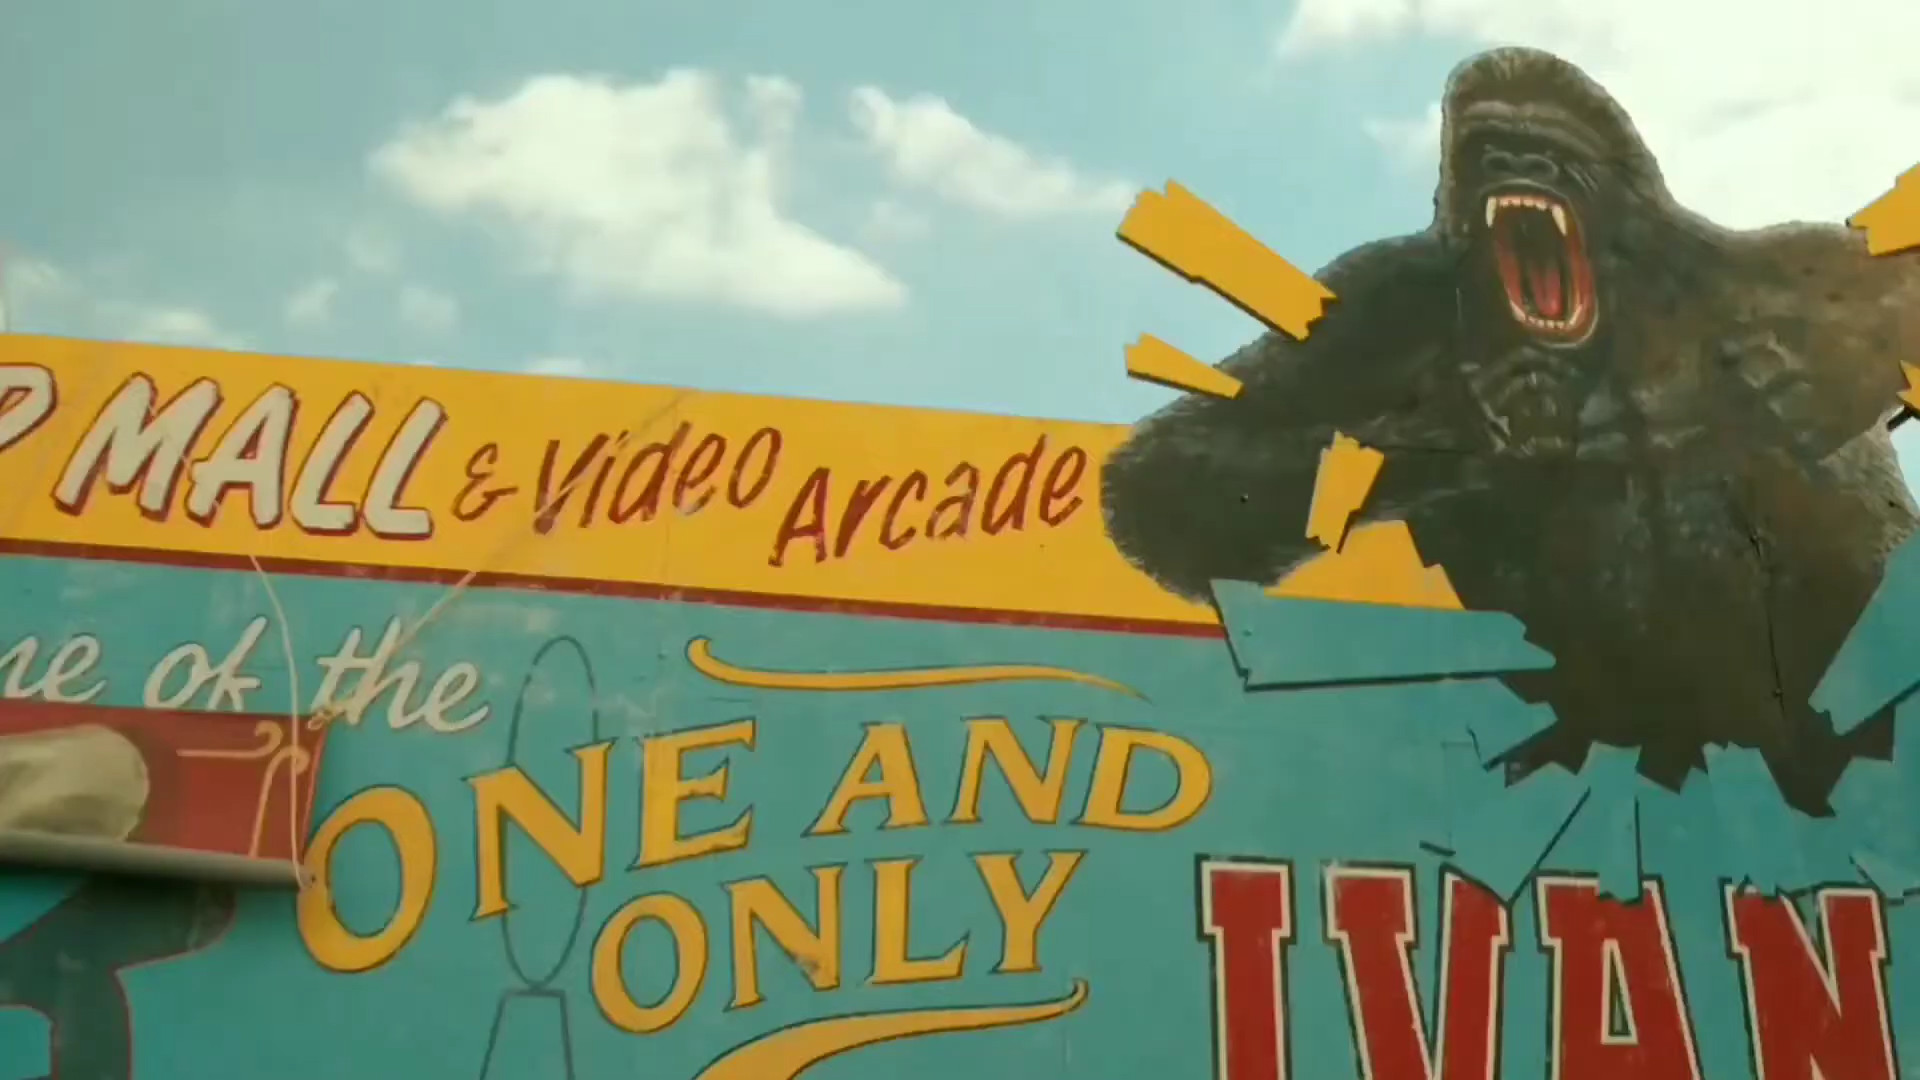 MALL & Video Arcade
of the
ONE AND
ONLY
IVAN